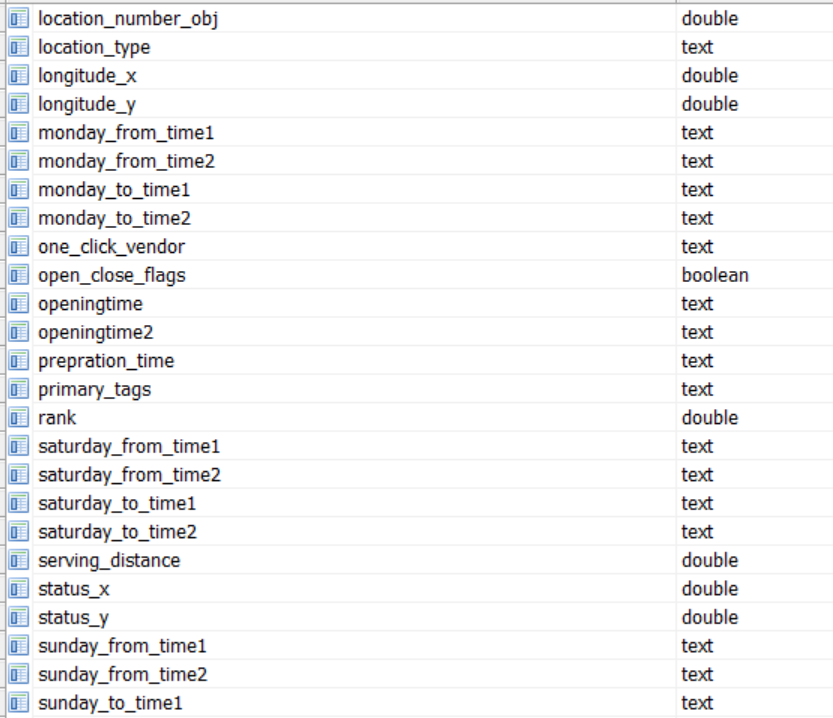 location_number_obj double
location_type text
longitude_x double
longitude_y double
monday_from_time1 text
monday_from_time2 text
monday_to_time1 text
monday_to_time2 text
one_click_vendor text
open_close_flags boolean
openingtime text
openingtime2 text
prepration_time text
primary_tags text
rank double
saturday_from_time1 text
saturday_from_time2 text
saturday_to_time1 text
saturday_to_time2 text
serving_distance double
status_x double
status_y double
sunday_from_time1 text
sunday_from_time2 text
sunday_to_time1 text